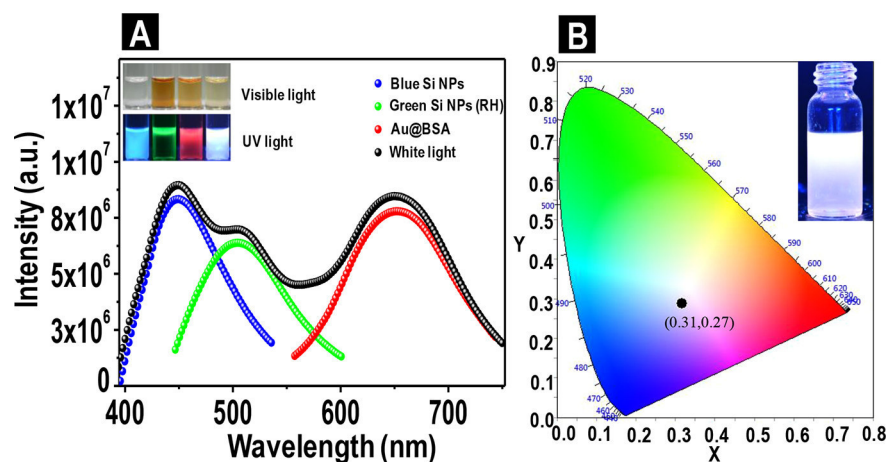 A
Visible light
UV light
Blue Si NPs
Green Si NPs (RH)
Au@BSA
White light
Intensity (a.u.)
1x10⁷
1x10⁷
8x10⁶
5x10⁶
3x10⁶
0
400 500 600 700
Wavelength (nm)
B
0.9
0.8
0.7
0.6
0.5
0.4
0.3
0.2
0.1
0.0
Y
0.0 0.1 0.2 0.3 0.4 0.5 0.6 0.7 0.8
X
520
530
540
550
560
570
580
590
600
610
620
630
650
510
500
490
480
470
460
(0.31,0.27)